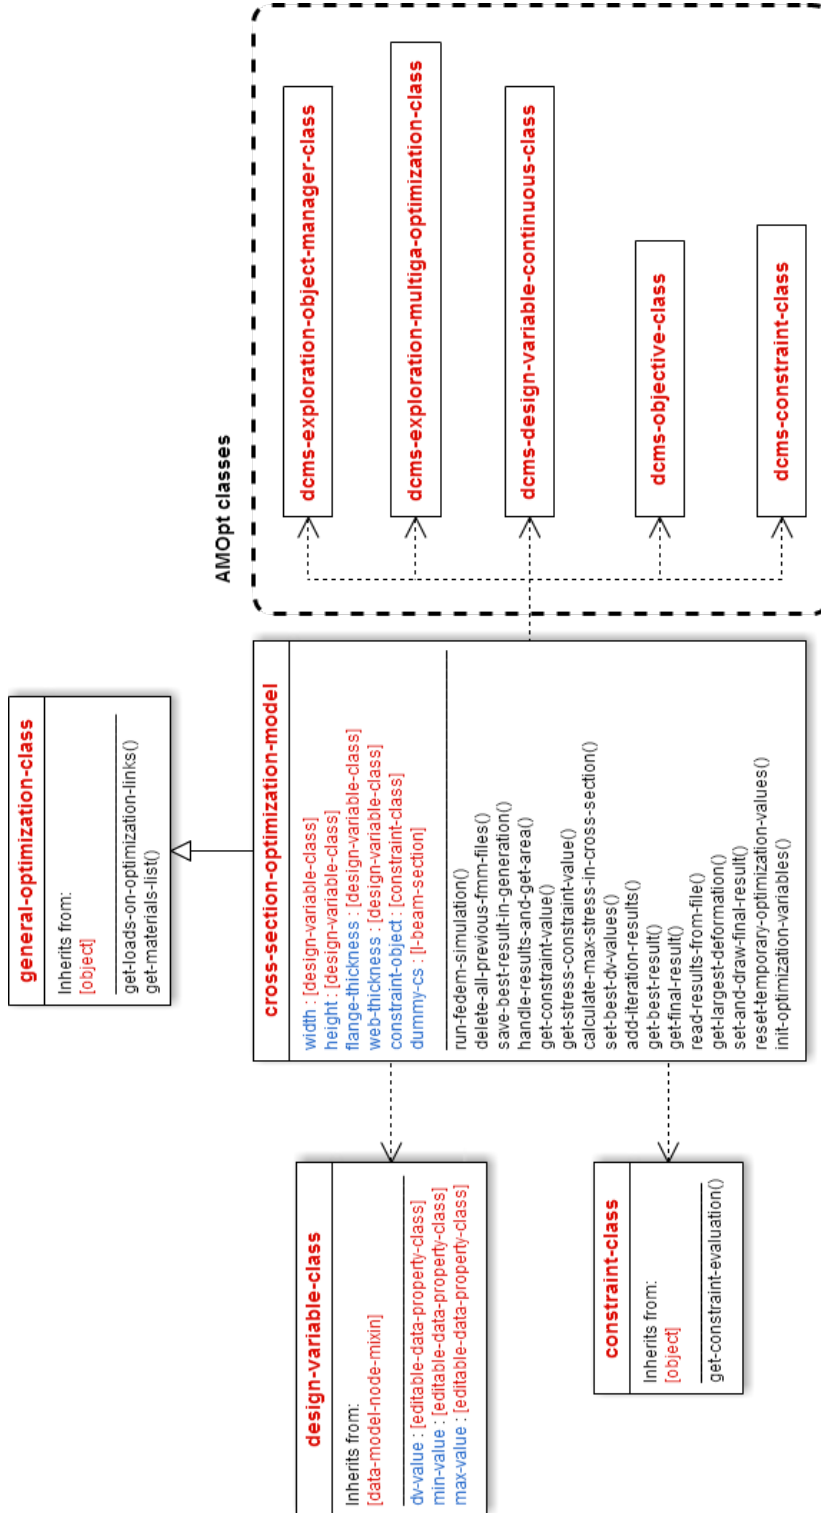 general-optimization-class
Inherits from:
[object]
get-loads-on-optimization-links()
get-materials-list()
design-variable-class
Inherits from:
[data-model-node-mixin]
dv-value : [editable-data-property-class]
min-value : [editable-data-property-class]
max-value : [editable-data-property-class]
constraint-class
Inherits from:
[object]
get-constraint-evaluation()
cross-section-optimization-model
width : [design-variable-class]
height : [design-variable-class]
flange-thickness : [design-variable-class]
web-thickness : [design-variable-class]
constraint-object : [constraint-class]
dummy-cs : [I-beam-section]
run-fedem-simulation()
delete-all-previous-fmm-files()
save-best-result-in-generation()
handle-results-and-get-area()
get-constraint-value()
get-stress-constraint-value()
calculate-max-stress-in-cross-section()
set-best-dv-values()
add-iteration-results()
get-best-result()
get-final-result()
read-results-from-file()
get-largest-deformation()
set-and-draw-final-result()
reset-temporary-optimization-values()
init-optimization-variables()
AMOpt classes
dcms-exploration-object-manager-class
dcms-exploration-multiga-optimization-class
dcms-design-variable-continuous-class
dcms-objective-class
dcms-constraint-class